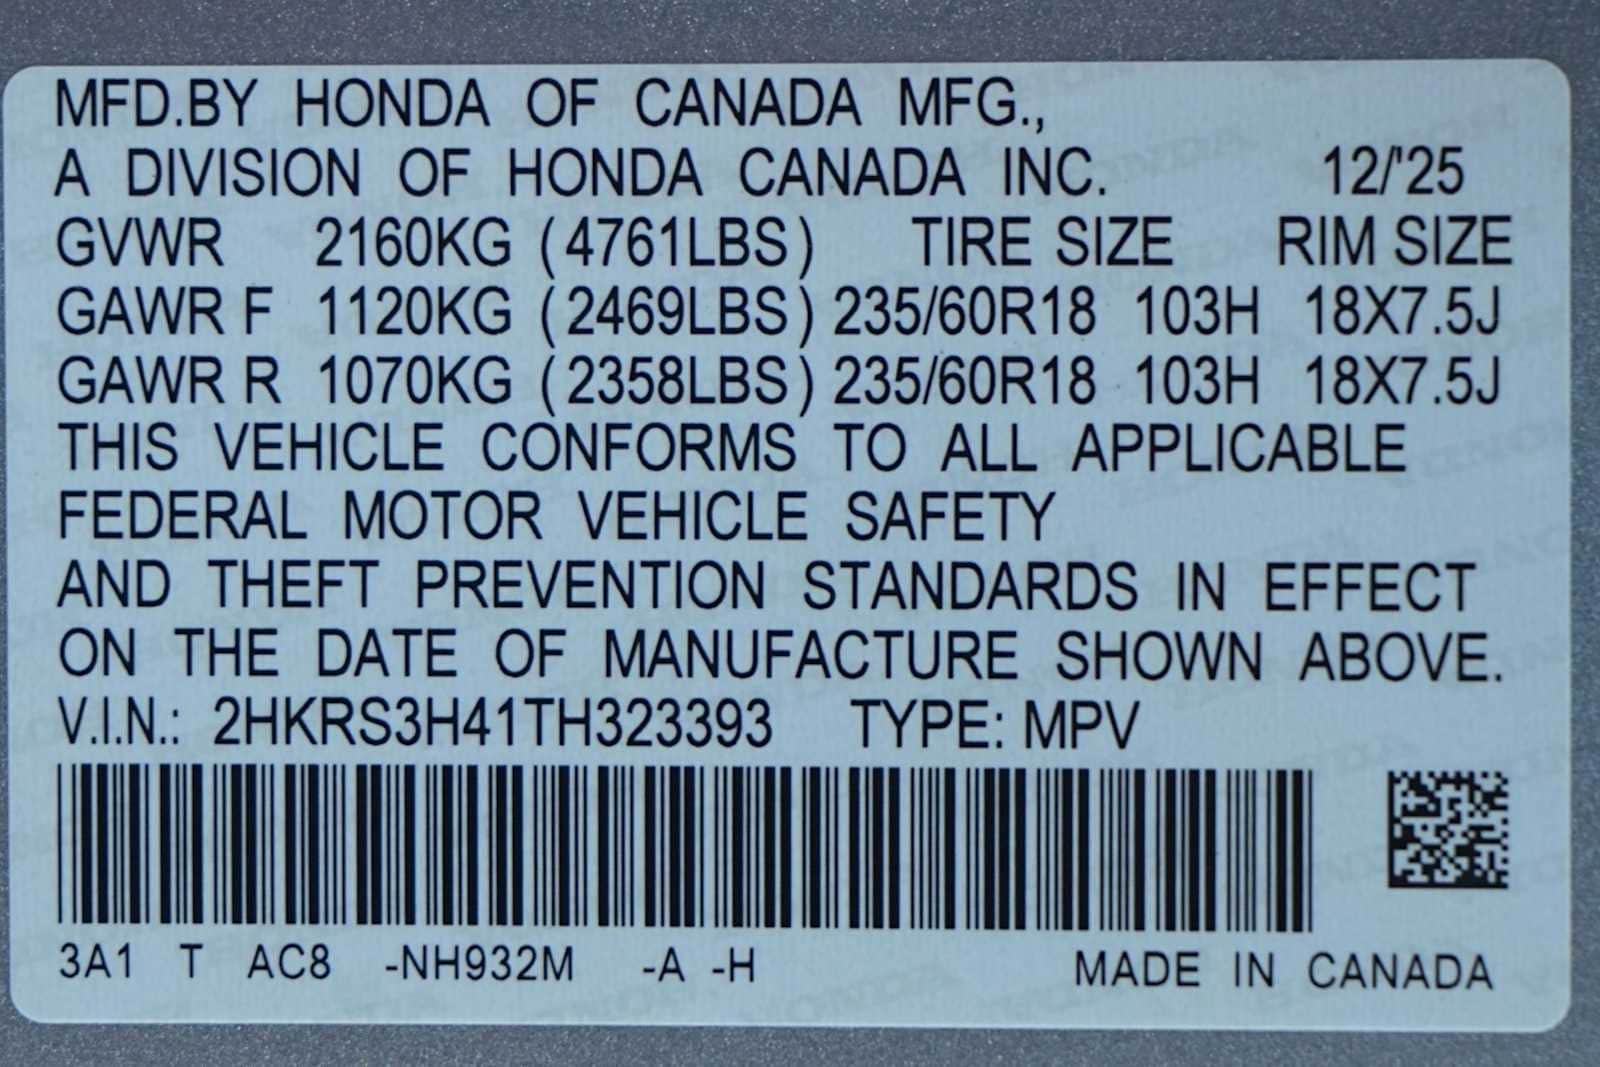 MFD.BY HONDA OF CANADA MFG.,
A DIVISION OF HONDA CANADA INC. 12/'25
GVWR 2160KG (4761LBS) TIRE SIZE RIM SIZE
GAWR F 1120KG (2469LBS) 235/60R18 103H 18X7.5J
GAWR R 1070KG (2358LBS) 235/60R18 103H 18X7.5J
THIS VEHICLE CONFORMS TO ALL APPLICABLE
FEDERAL MOTOR VEHICLE SAFETY
AND THEFT PREVENTION STANDARDS IN EFFECT
ON THE DATE OF MANUFACTURE SHOWN ABOVE.
V.I.N.: 2HKRS3H41TH323393 TYPE: MPV
3A1 T AC8 -NH932M -A -H MADE IN CANADA